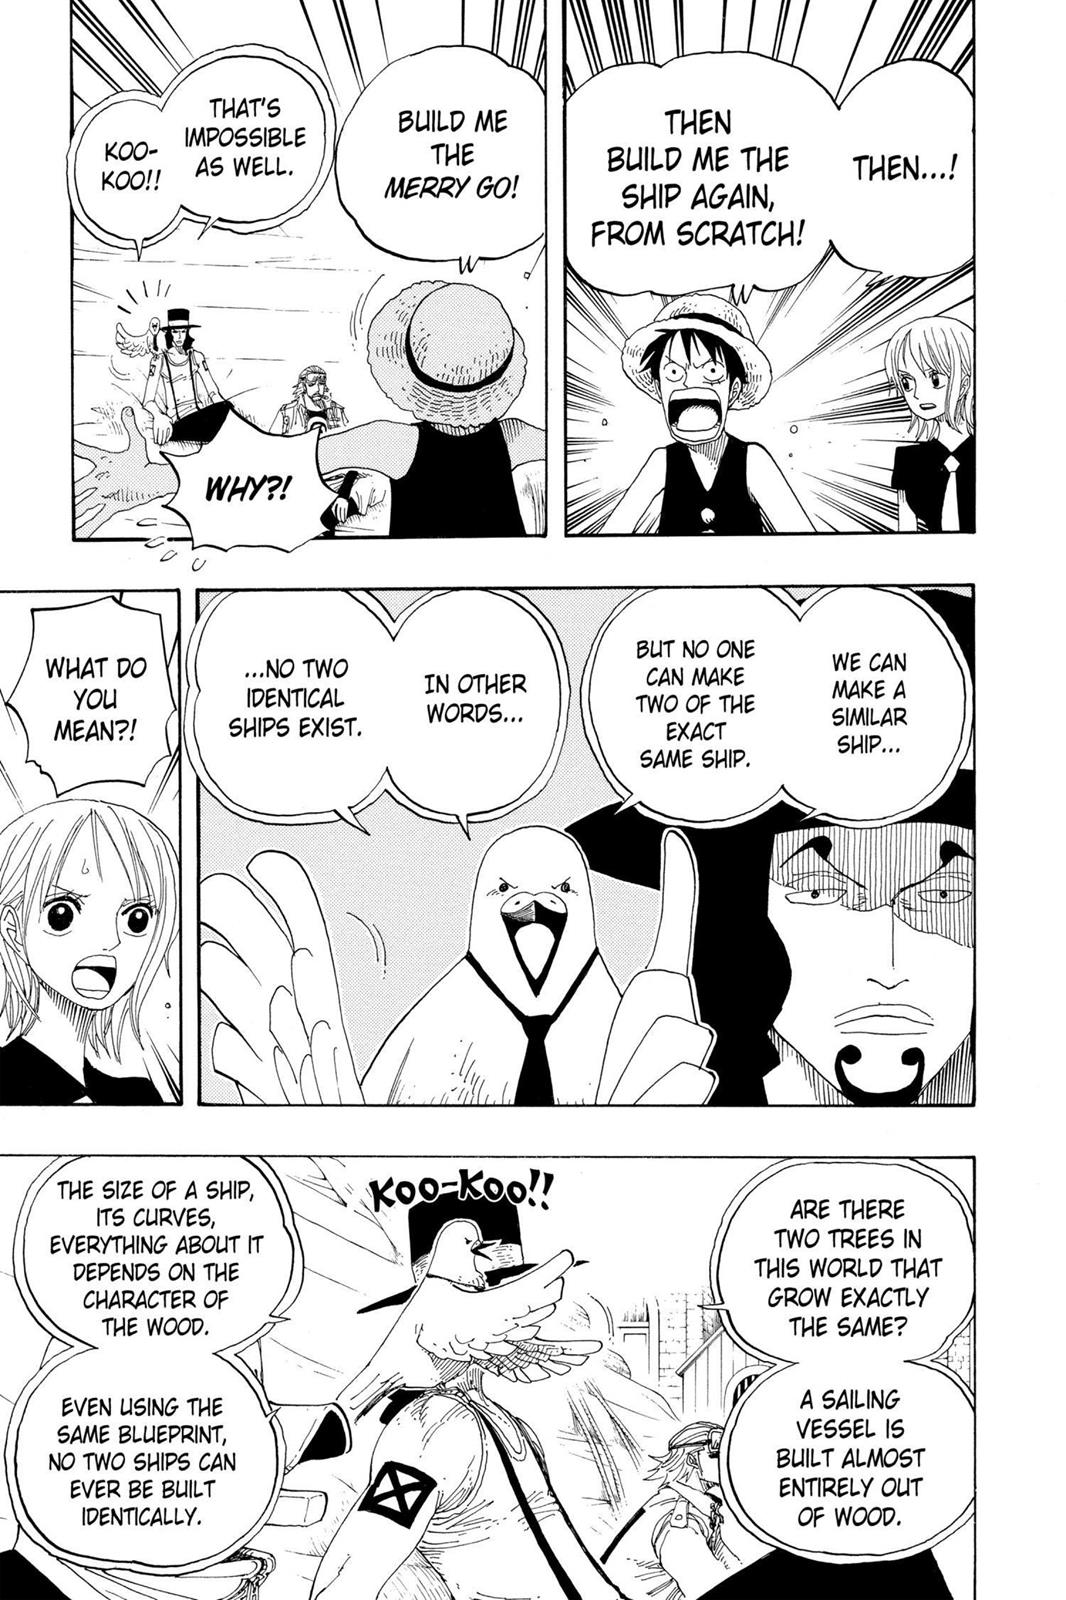 THEN...!
THEN
BUILD ME THE
SHIP AGAIN,
FROM SCRATCH!
BUILD ME
THE
MERRY GO!
THAT'S
IMPOSSIBLE
AS WELL.
KOO-
KOO!!
WHY?!
WE CAN
MAKE A
SIMILAR
SHIP...
BUT NO ONE
CAN MAKE
TWO OF THE
EXACT
SAME SHIP.
IN OTHER
WORDS...
...NO TWO
IDENTICAL
SHIPS EXIST.
WHAT DO
YOU
MEAN?!
ARE THERE
TWO TREES IN
THIS WORLD THAT
GROW EXACTLY
THE SAME?
A SAILING
VESSEL IS
BUILT ALMOST
ENTIRELY OUT
OF WOOD.
KOO-KOO!!
THE SIZE OF A SHIP,
ITS CURVES,
EVERYTHING ABOUT IT
DEPENDS ON THE
CHARACTER OF
THE WOOD.
EVEN USING THE
SAME BLUEPRINT,
NO TWO SHIPS CAN
EVER BE BUILT
IDENTICALLY.